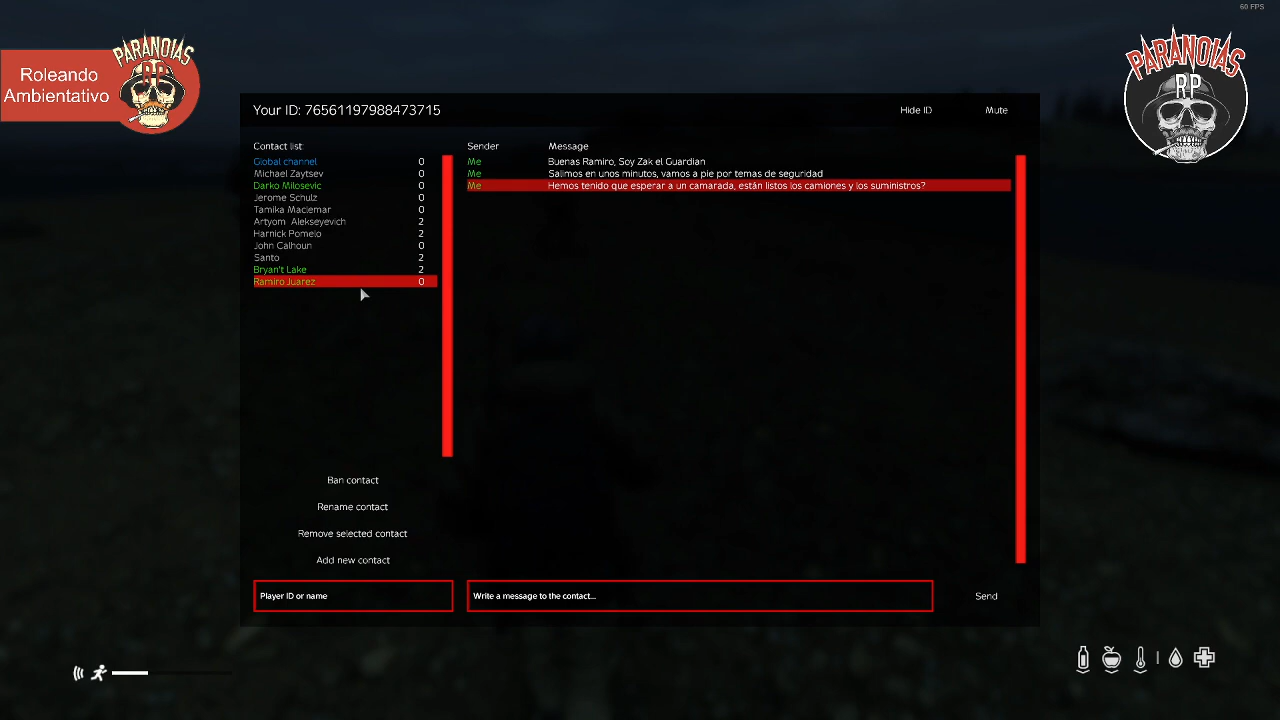 60 FPS
PARANOIAS
RP
Roleando
Ambientativo
PARANOIAS
RP
Your ID: 76561197988473715
Hide ID
Mute
Contact list:
Global channel 0
Michael Zaytsev 0
Darko Milosevic 0
Jerome Schulz 0
Tamika Maclemar 0
Artyom Alekseyevich 2
Harnick Pomelo 2
John Calhoun 0
Santo 2
Bryan't Lake 2
Ramiro Juarez 0
Sender Message
Me Buenas Ramiro, Soy Zak el Guardian
Me Salimos en unos minutos, vamos a pie por temas de seguridad
Me Hemos tenido que esperar a un camarada, están listos los camiones y los suministros?
Ban contact
Rename contact
Remove selected contact
Add new contact
Player ID or name
Write a message to the contact...
Send